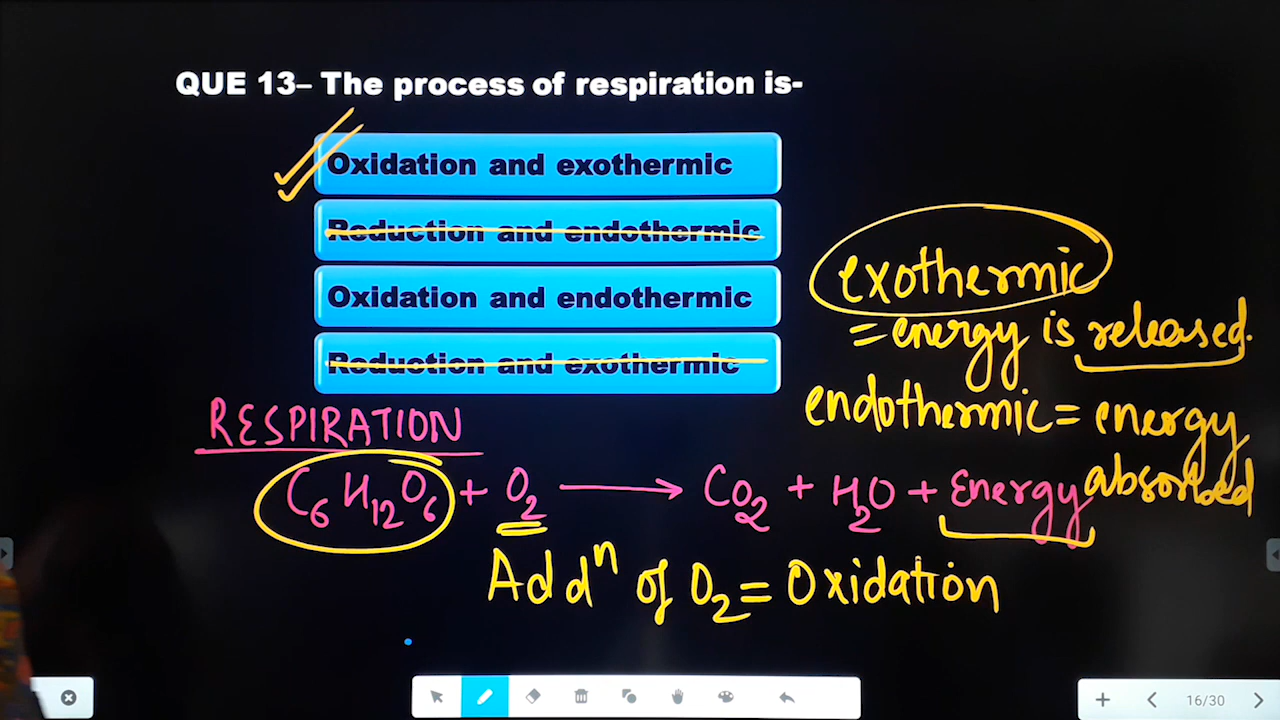 QUE 13– The process of respiration is-
Oxidation and exothermic
Reduction and endothermic
Oxidation and endothermic
Reduction and exothermic
exothermic
= energy is released.
endothermic = energy
absorbed
RESPIRATION
C6H12O6 + O2 → CO2 + H2O + Energy
Addⁿ of O2 = Oxidation
16/30